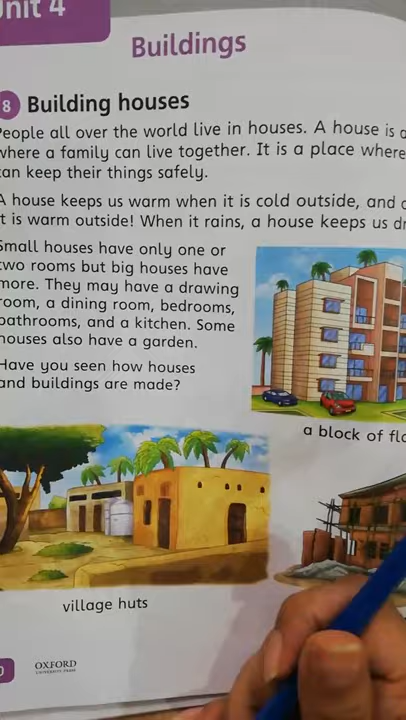 Unit 4
Buildings
8 Building houses
People all over the world live in houses. A house is a
where a family can live together. It is a place where
can keep their things safely.
A house keeps us warm when it is cold outside, and
it is warm outside! When it rains, a house keeps us
Small houses have only one or
two rooms but big houses have
more. They may have a drawing
room, a dining room, bedrooms,
bathrooms, and a kitchen. Some
houses also have a garden.
Have you seen how houses
and buildings are made?
a block of
village huts
OXFORD
UNIVERSITY PRESS